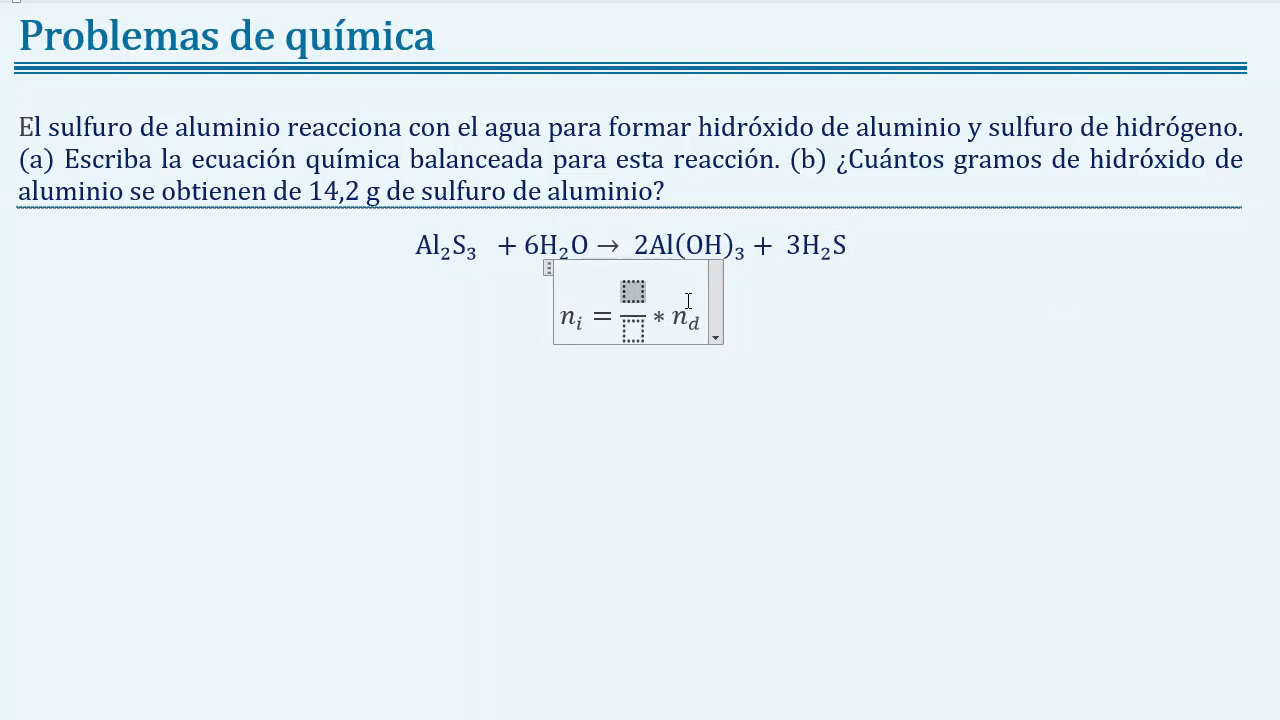 Problemas de química
El sulfuro de aluminio reacciona con el agua para formar hidróxido de aluminio y sulfuro de hidrógeno.
(a) Escriba la ecuación química balanceada para esta reacción. (b) ¿Cuántos gramos de hidróxido de
aluminio se obtienen de 14,2 g de sulfuro de aluminio?
Al₂S₃ + 6H₂O → 2Al(OH)₃ + 3H₂S
nᵢ = ⬚/⬚ * n_d